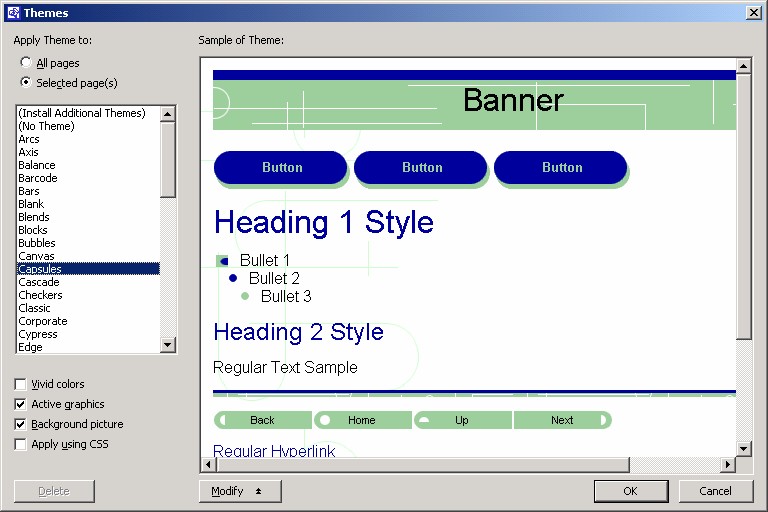 Themes
Apply Theme to:
All pages
Selected page(s)
(Install Additional Themes)
(No Theme)
Arcs
Axis
Balance
Barcode
Bars
Blank
Blends
Blocks
Bubbles
Canvas
Capsules
Cascade
Checkers
Classic
Corporate
Cypress
Edge
Vivid colors
Active graphics
Background picture
Apply using CSS
Delete
Sample of Theme:
Banner
Button Button Button
Heading 1 Style
Bullet 1
Bullet 2
Bullet 3
Heading 2 Style
Regular Text Sample
Back Home Up Next
Regular Hyperlink
Modify
OK Cancel